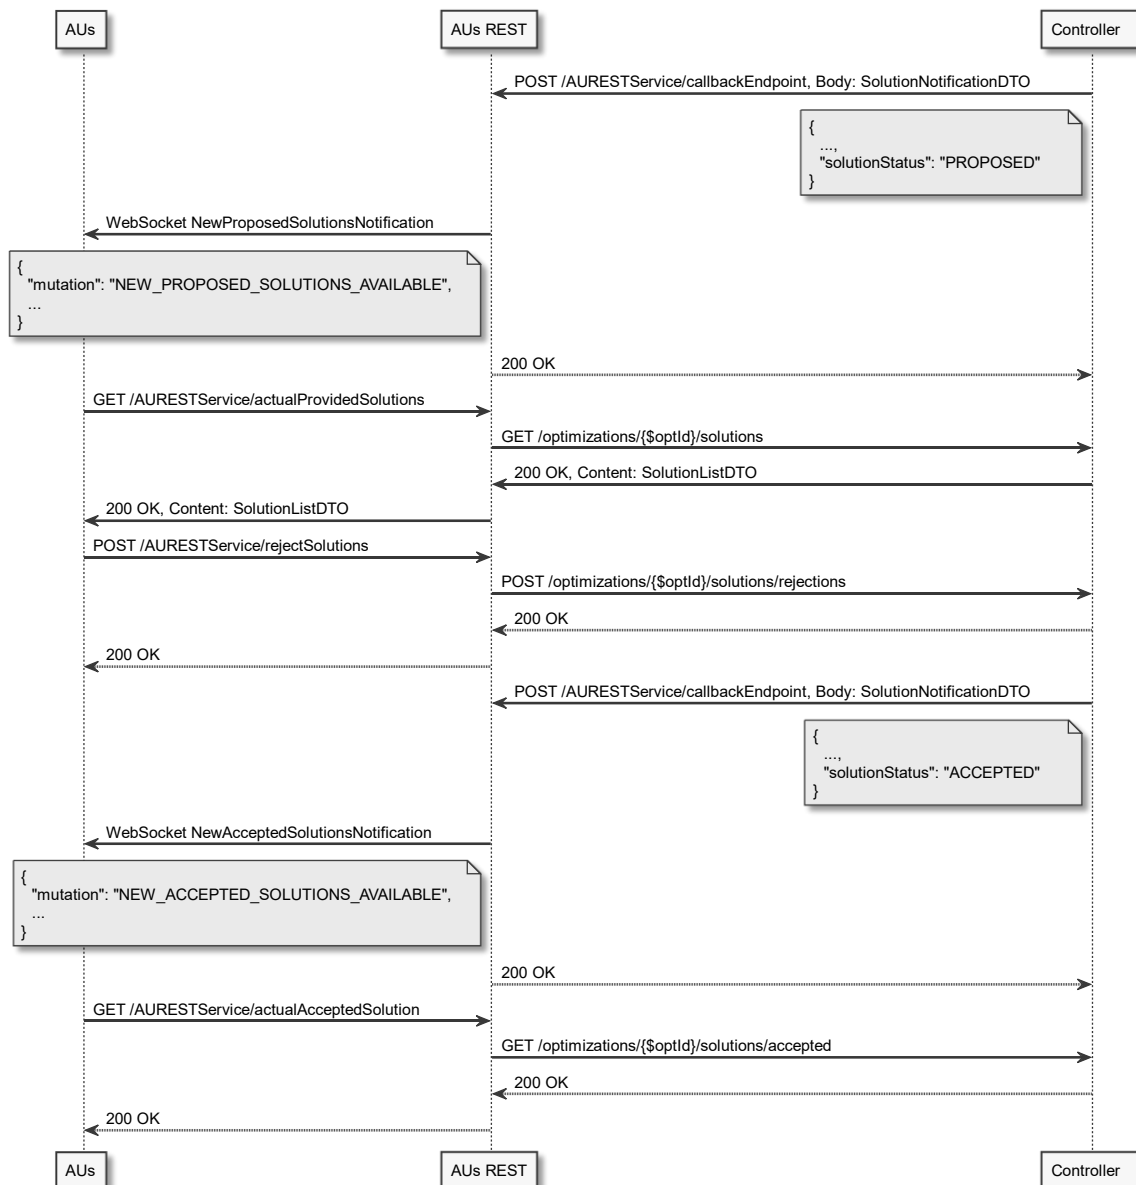 AUs
AUs REST
Controller
POST /AURESTService/callbackEndpoint, Body: SolutionNotificationDTO
{
...,
"solutionStatus": "PROPOSED"
}
WebSocket NewProposedSolutionsNotification
{
"mutation": "NEW_PROPOSED_SOLUTIONS_AVAILABLE",
...
}
200 OK
GET /AURESTService/actualProvidedSolutions
GET /optimizations/{$optId}/solutions
200 OK, Content: SolutionListDTO
200 OK, Content: SolutionListDTO
POST /AURESTService/rejectSolutions
POST /optimizations/{$optId}/solutions/rejections
200 OK
200 OK
POST /AURESTService/callbackEndpoint, Body: SolutionNotificationDTO
{
...,
"solutionStatus": "ACCEPTED"
}
WebSocket NewAcceptedSolutionsNotification
{
"mutation": "NEW_ACCEPTED_SOLUTIONS_AVAILABLE",
...
}
200 OK
GET /AURESTService/actualAcceptedSolution
GET /optimizations/{$optId}/solutions/accepted
200 OK
200 OK
AUs
AUs REST
Controller